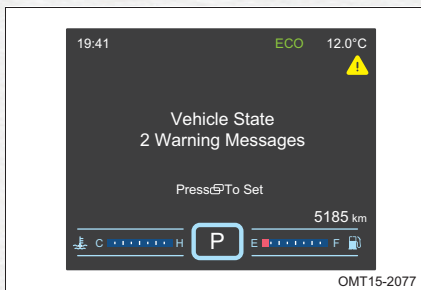 19:41 ECO 12.0°C
Vehicle State
2 Warning Messages
Press To Set
5185 km
C H P E F
OMT15-2077